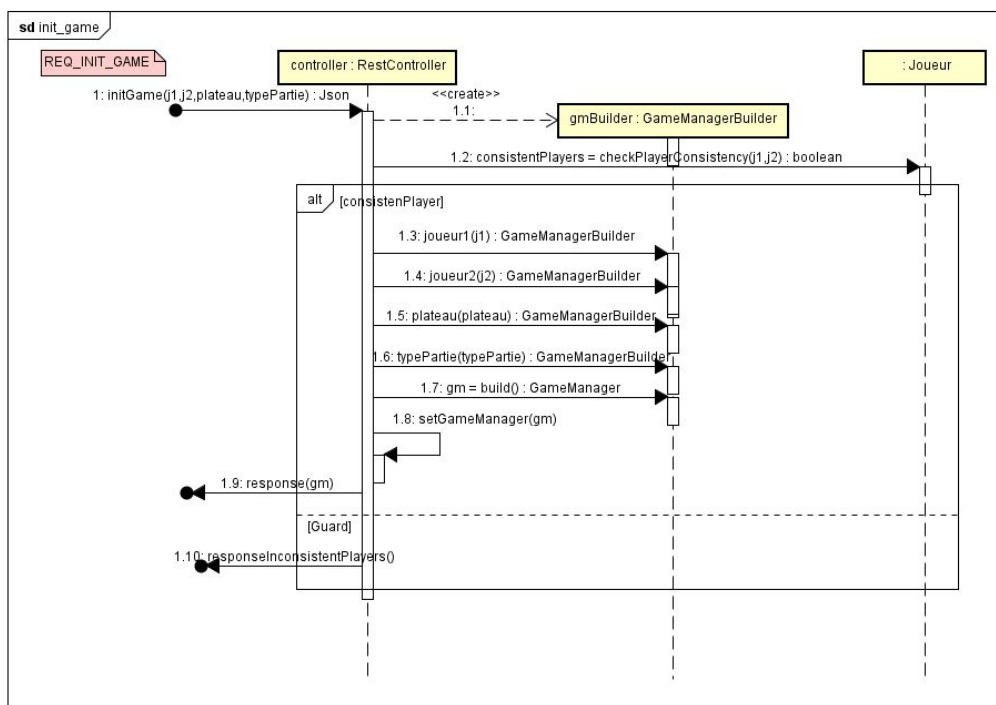 sd init_game
REQ_INIT_GAME
controller : RestController
: Joueur
1: initGame(j1,j2,plateau,typePartie) : Json
<<create>>
1.1:
gmBuilder : GameManagerBuilder
1.2: consistentPlayers = checkPlayerConsistency(j1,j2) : boolean
alt
[consistenPlayer]
1.3: joueur1(j1) : GameManagerBuilder
1.4: joueur2(j2) : GameManagerBuilder
1.5: plateau(plateau) : GameManagerBuilder
1.6: typePartie(typePartie) : GameManagerBuilder
1.7: gm = build() : GameManager
1.8: setGameManager(gm)
1.9: response(gm)
[Guard]
1.10: responseInconsistentPlayers()